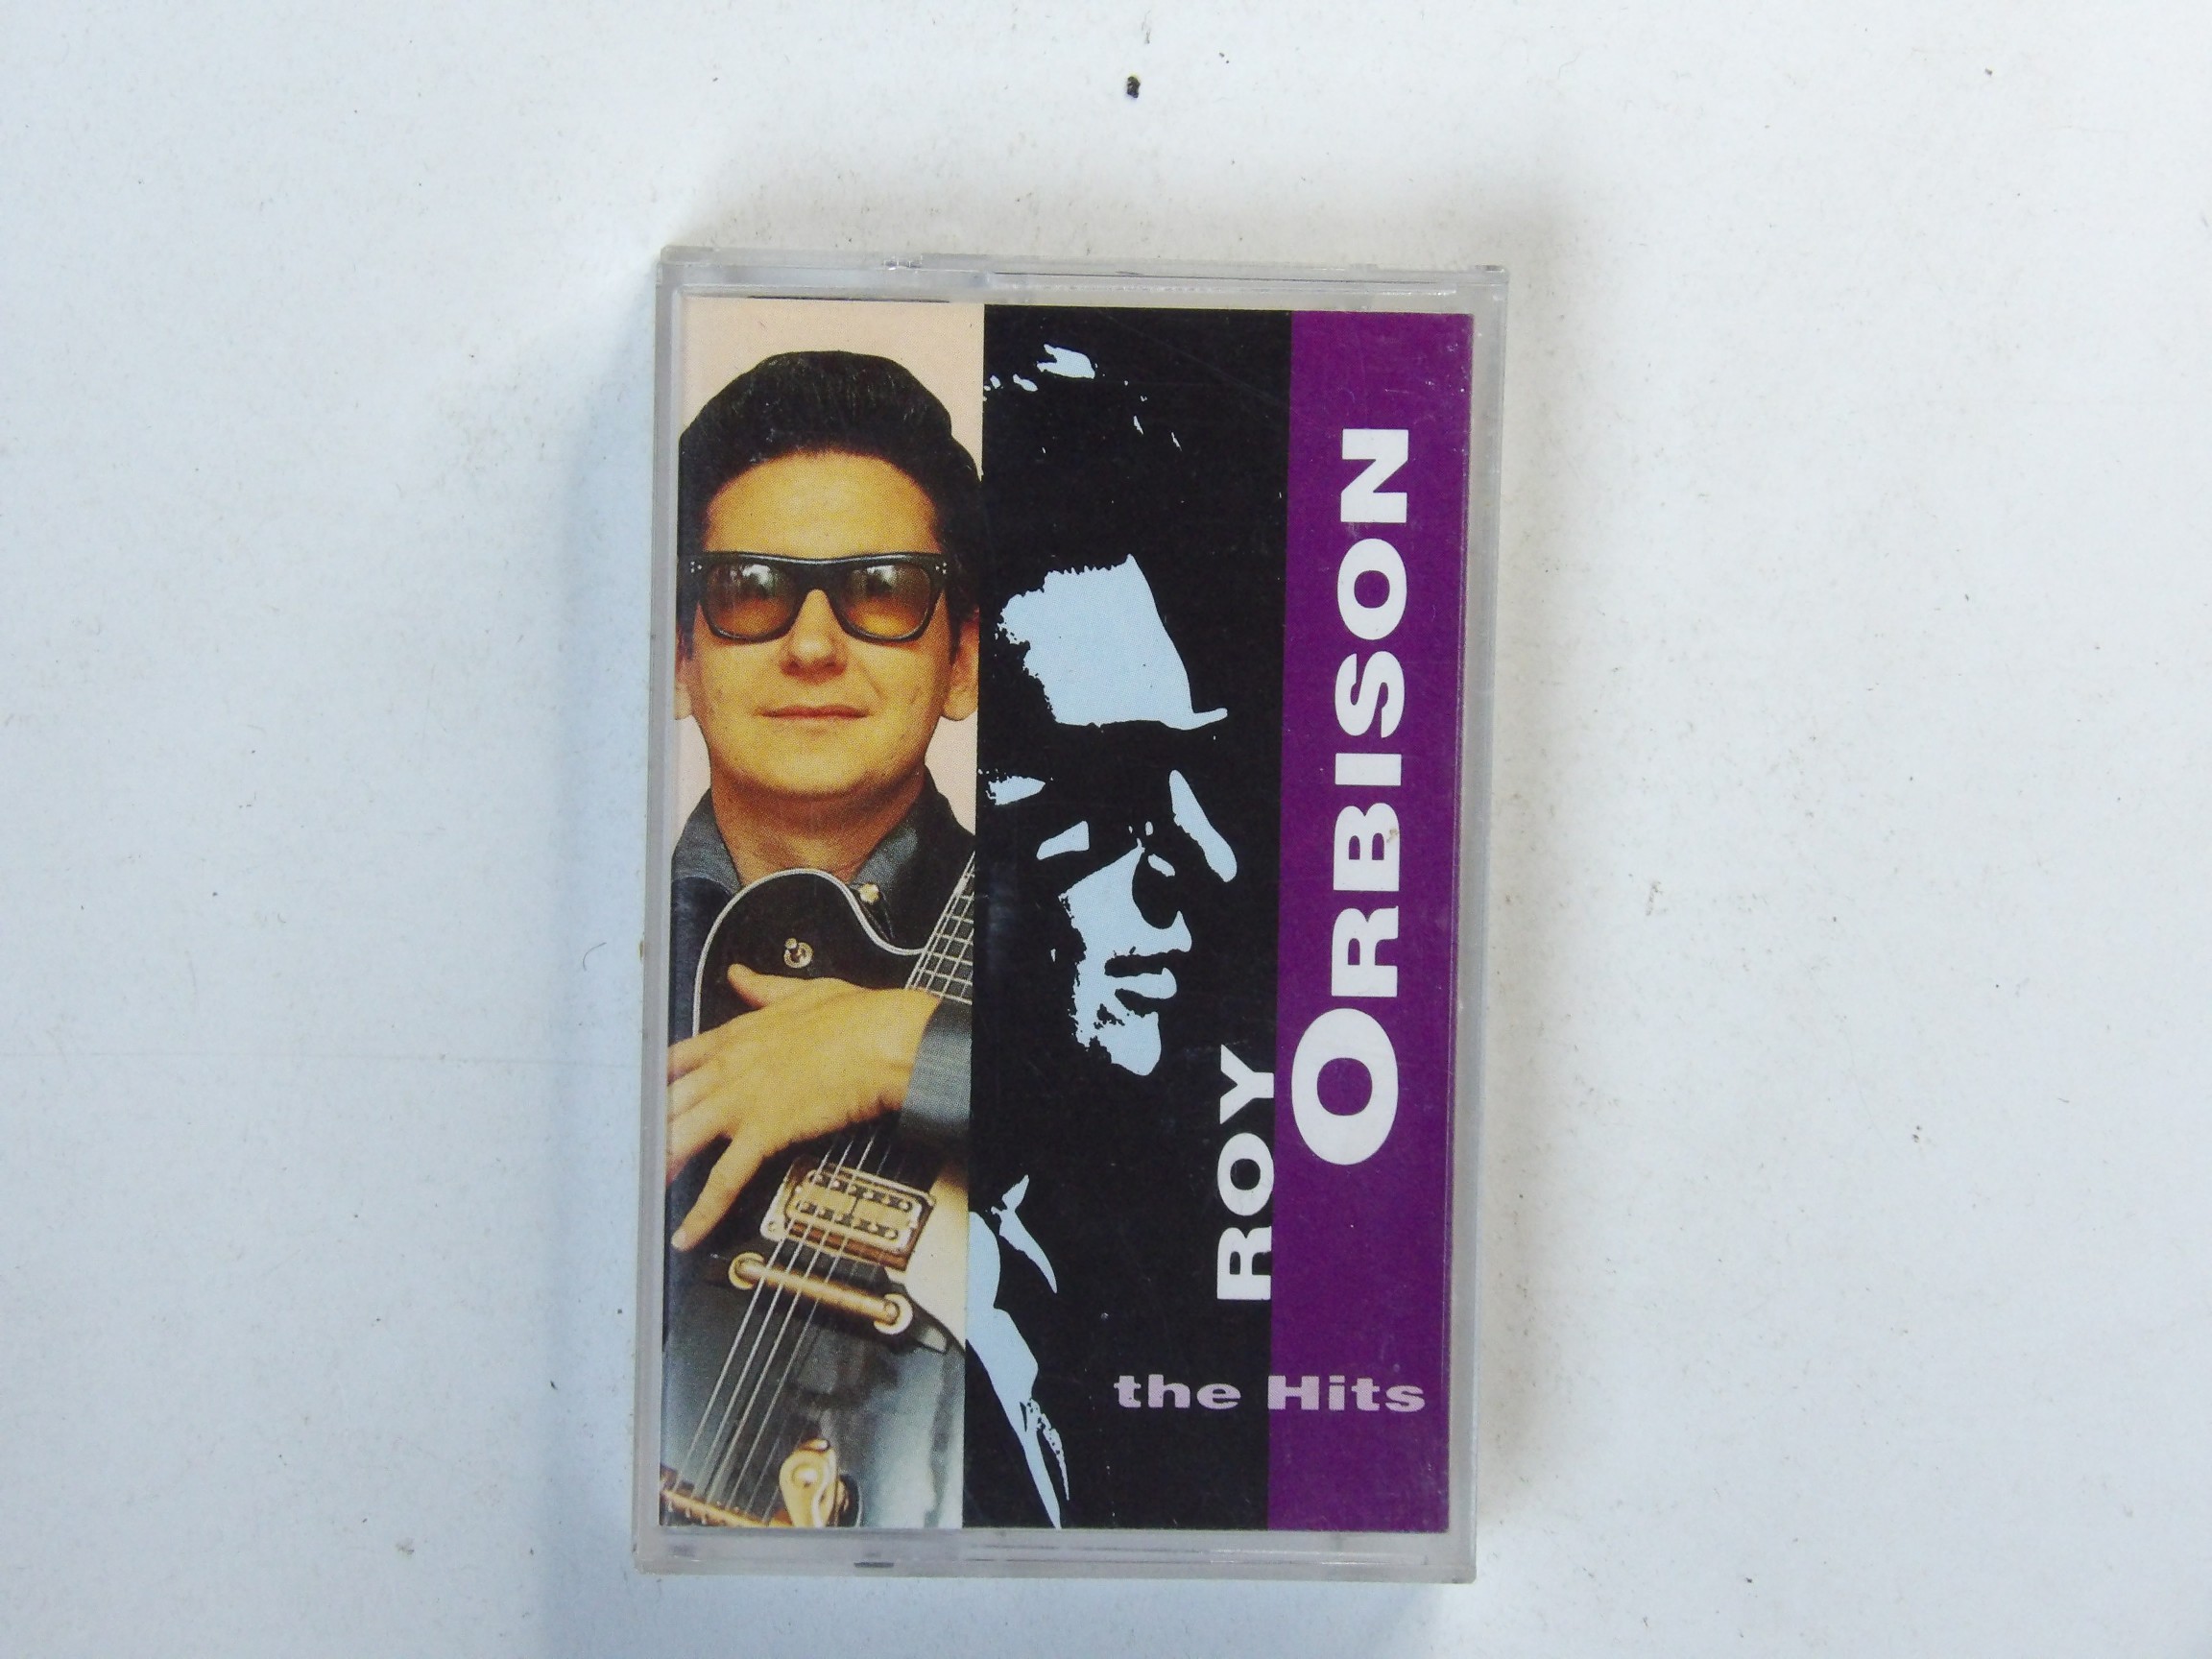 ROY
ORBISON
the Hits